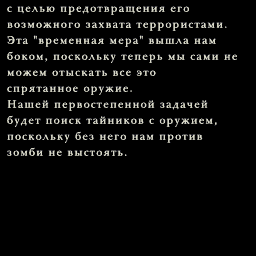 с целью предотвращения его
возможного захвата террористами.
Эта "временная мера" вышла нам
боком, поскольку теперь мы сами не
можем отыскать все это
спрятанное оружие.
Нашей первостепенной задачей
будет поиск тайников с оружием,
поскольку без него нам против
зомби не выстоять.